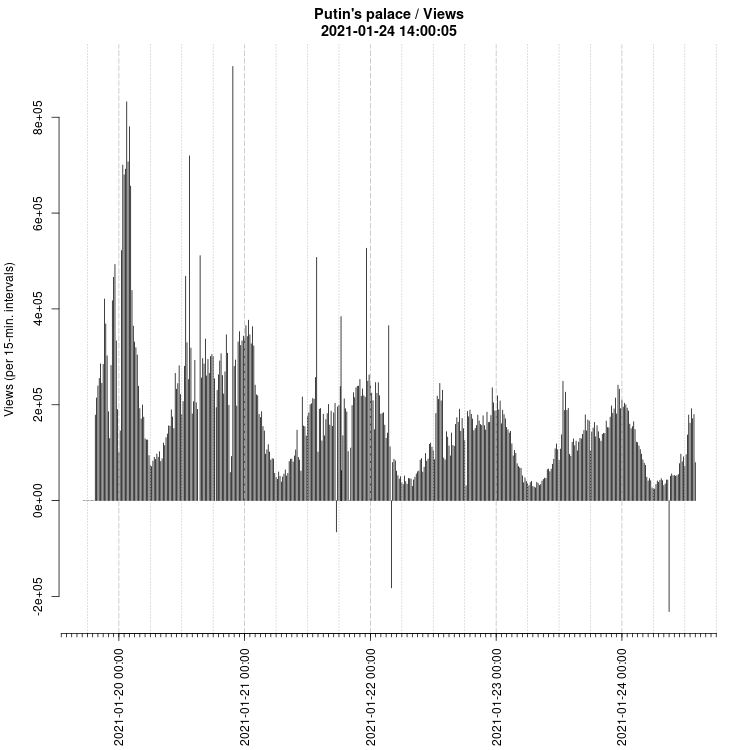 Putin's palace / Views
2021-01-24 14:00:05
Views (per 15-min. intervals)
8e+05
6e+05
4e+05
2e+05
0e+00
-2e+05
2021-01-20 00:00
2021-01-21 00:00
2021-01-22 00:00
2021-01-23 00:00
2021-01-24 00:00